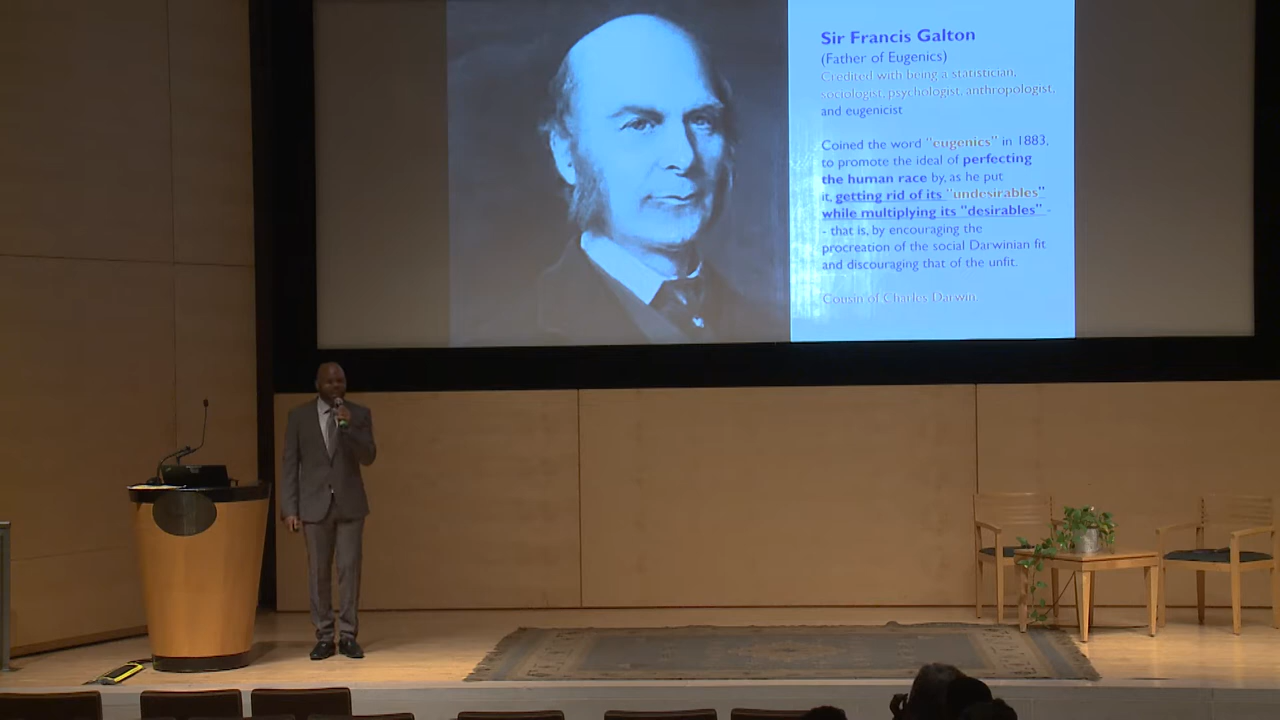 Sir Francis Galton
(Father of Eugenics)
Credited with being a statistician,
sociologist, psychologist, anthropologist,
and eugenicist
Coined the word "eugenics" in 1883,
to promote the ideal of perfecting
the human race by, as he put
it, getting rid of its "undesirables"
while multiplying its "desirables" -
- that is, by encouraging the
procreation of the social Darwinian fit
and discouraging that of the unfit.
Cousin of Charles Darwin.